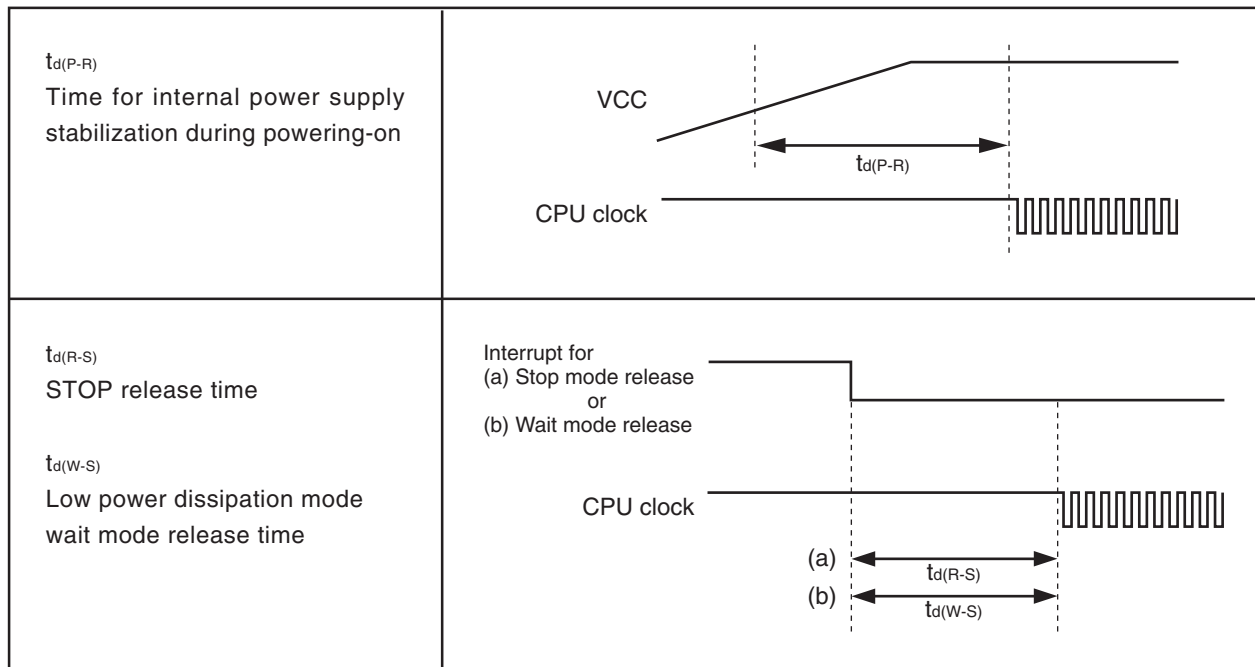 td(P-R)
Time for internal power supply
stabilization during powering-on
VCC
td(P-R)
CPU clock
td(R-S)
STOP release time
td(W-S)
Low power dissipation mode
wait mode release time
Interrupt for
(a) Stop mode release
or
(b) Wait mode release
CPU clock
(a)
td(R-S)
(b)
td(W-S)